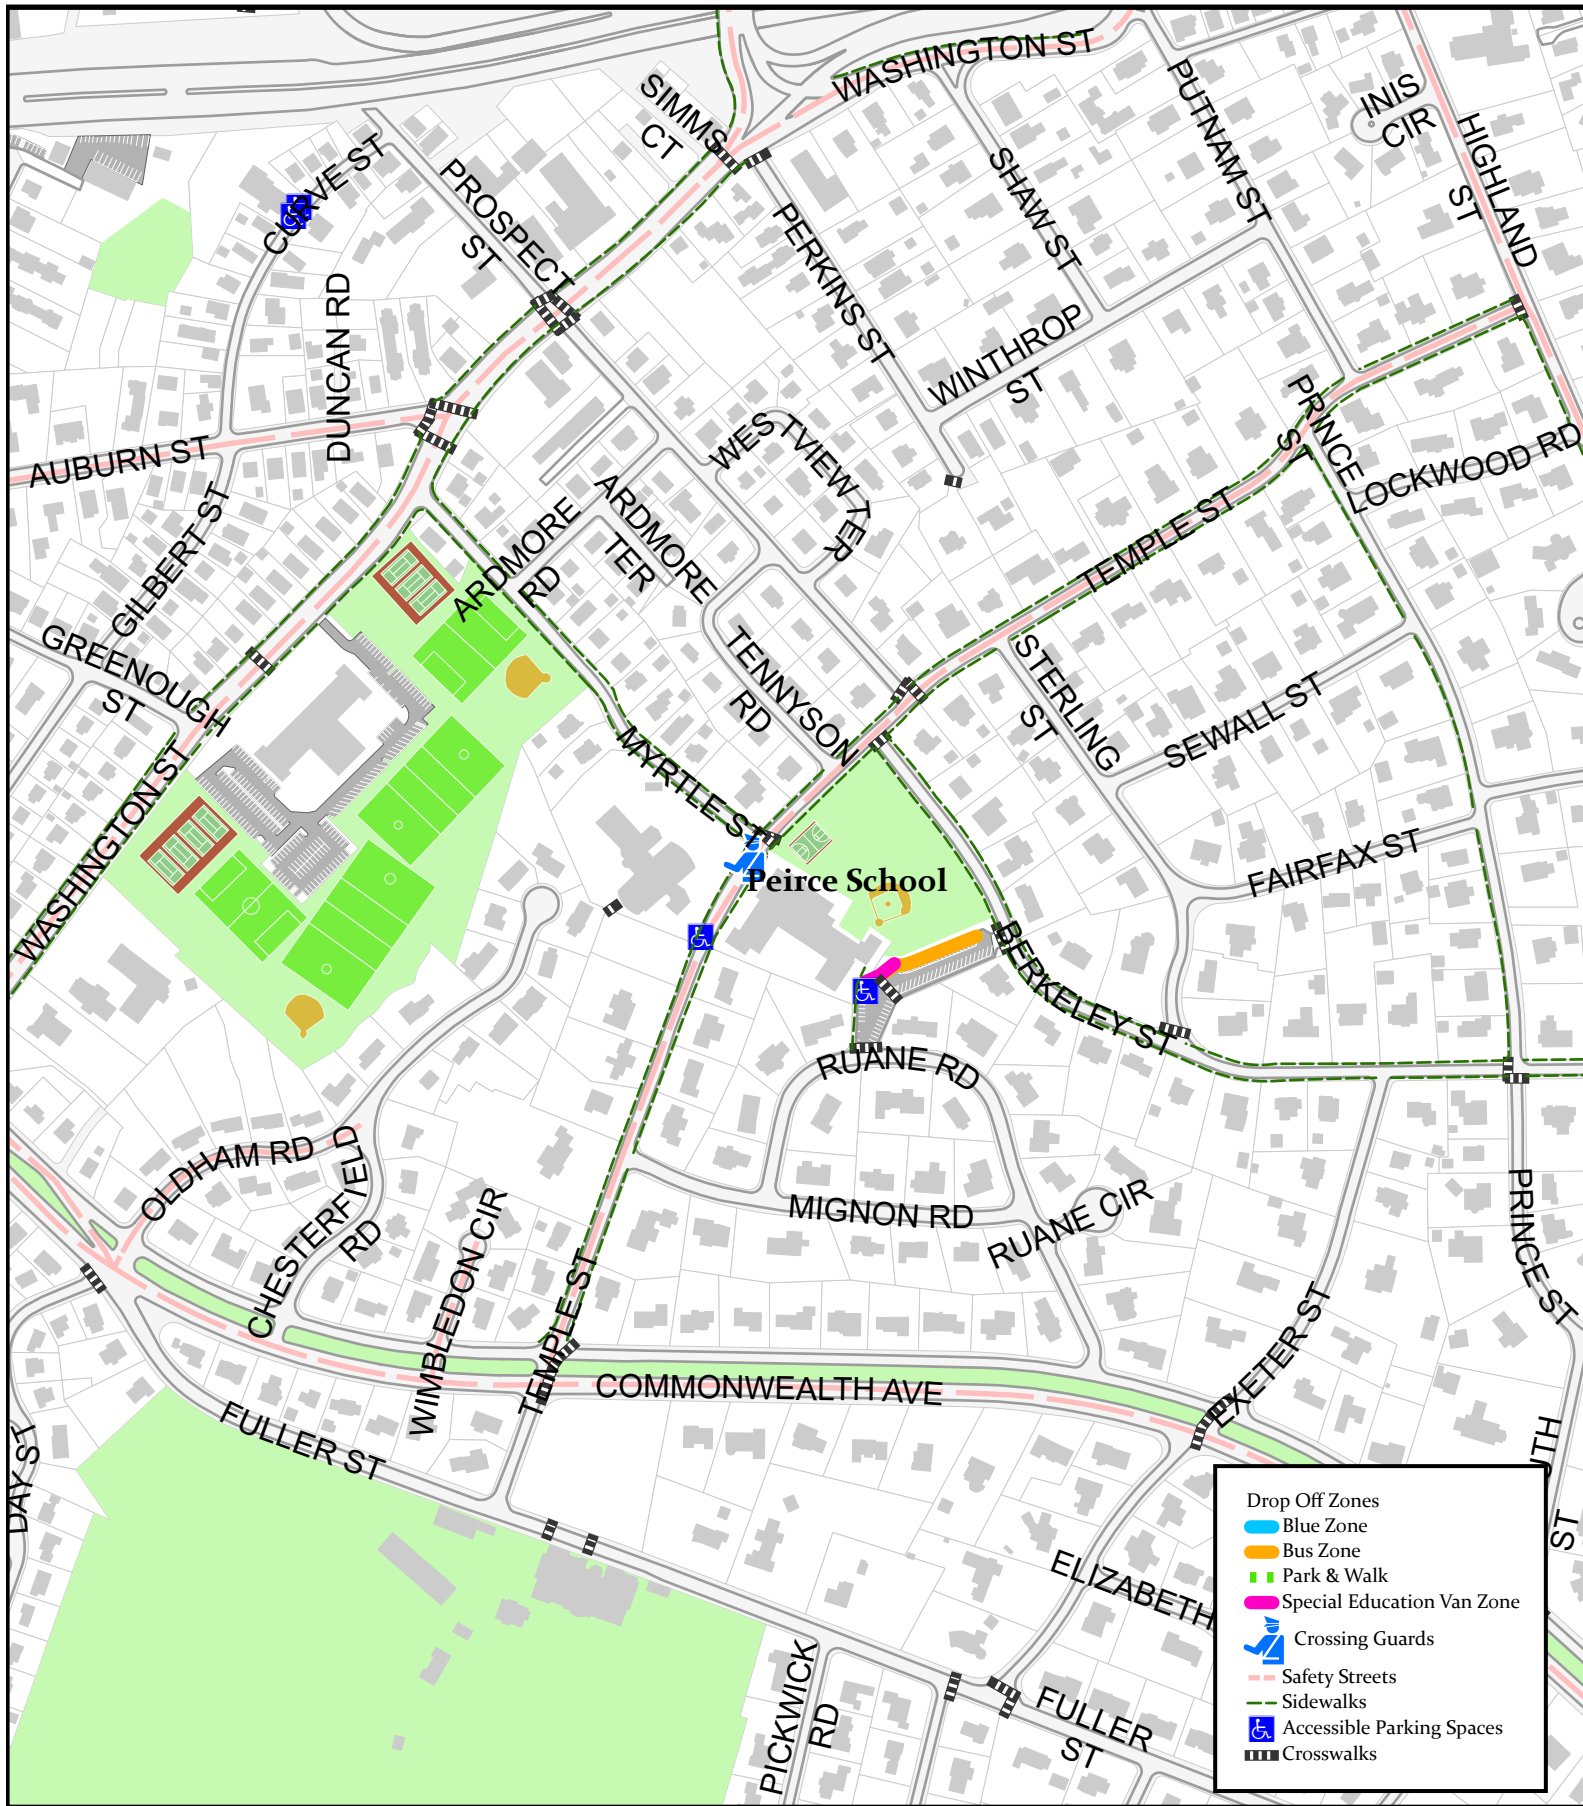 WASHINGTON ST
SIMMS
CT
PUTNAM ST
INIS
CIR
HIGHLAND
ST
CURVE ST
PROSPECT
ST
SHAW ST
PERKINS ST
DUNCAN RD
WINTHROP
ST
PRINCE
ST
LOCKWOOD RD
AUBURN ST
WESTVIEW TER
GILBERT ST
ARDMORE
RD
ARDMORE
TER
TEMPLE ST
GREENOUGH
ST
TENNYSON
RD
STERLING
ST
SEWALL ST
MYRTLE ST
WASHINGTON ST
FAIRFAX ST
Peirce School
BERKELEY ST
RUANE RD
OLDHAM RD
CHESTERFIELD
RD
WIMBLEDON CIR
MIGNON RD
RUANE CIR
PRINCE ST
TEMPLE ST
EXETER ST
COMMONWEALTH AVE
FULLER ST
DAY ST
UTH
ST
ELIZABETH
PICKWICK
RD
FULLER
ST
Drop Off Zones
Blue Zone
Bus Zone
Park & Walk
Special Education Van Zone
Crossing Guards
Safety Streets
Sidewalks
Accessible Parking Spaces
Crosswalks